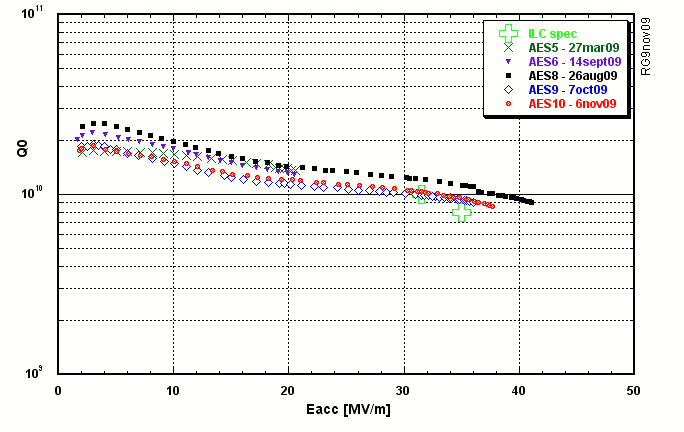 10¹¹
ILC spec
AES5 - 27mar09
AES6 - 14sept09
AES8 - 26aug09
AES9 - 7oct09
AES10 - 6nov09
RG9nov09
Q0
10¹⁰
10⁹
0 10 20 30 40 50
Eacc [MV/m]